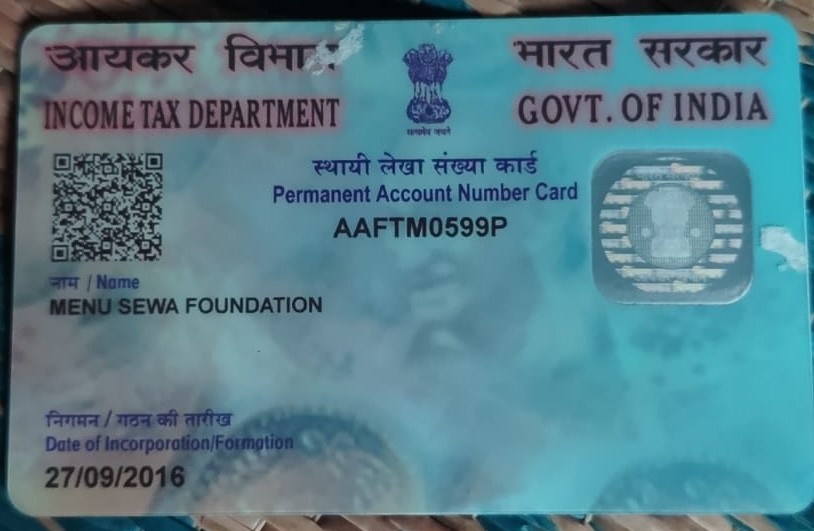 आयकर विभाग
INCOME TAX DEPARTMENT
सत्यमेव जयते
भारत सरकार
GOVT. OF INDIA
स्थायी लेखा संख्या कार्ड
Permanent Account Number Card
AAFTM0599P
नाम / Name
MENU SEWA FOUNDATION
निगमन / गठन की तारीख
Date of Incorporation/Formation
27/09/2016